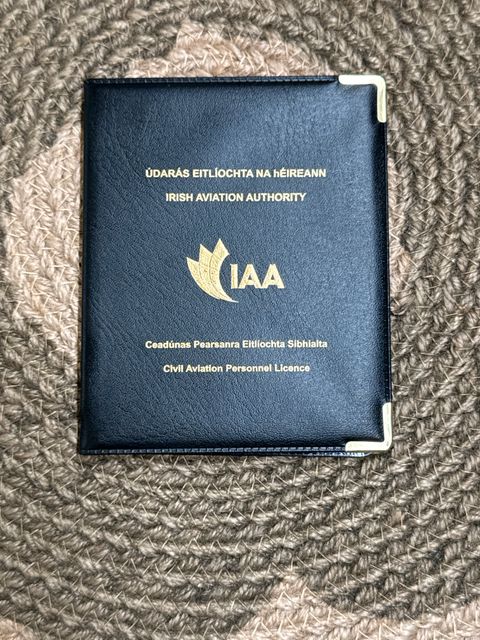 ÚDARÁS EITLÍOCHTA NA hÉIREANN
IRISH AVIATION AUTHORITY
IAA
Ceadúnas Pearsanra Eitlíochta Sibhialta
Civil Aviation Personnel Licence